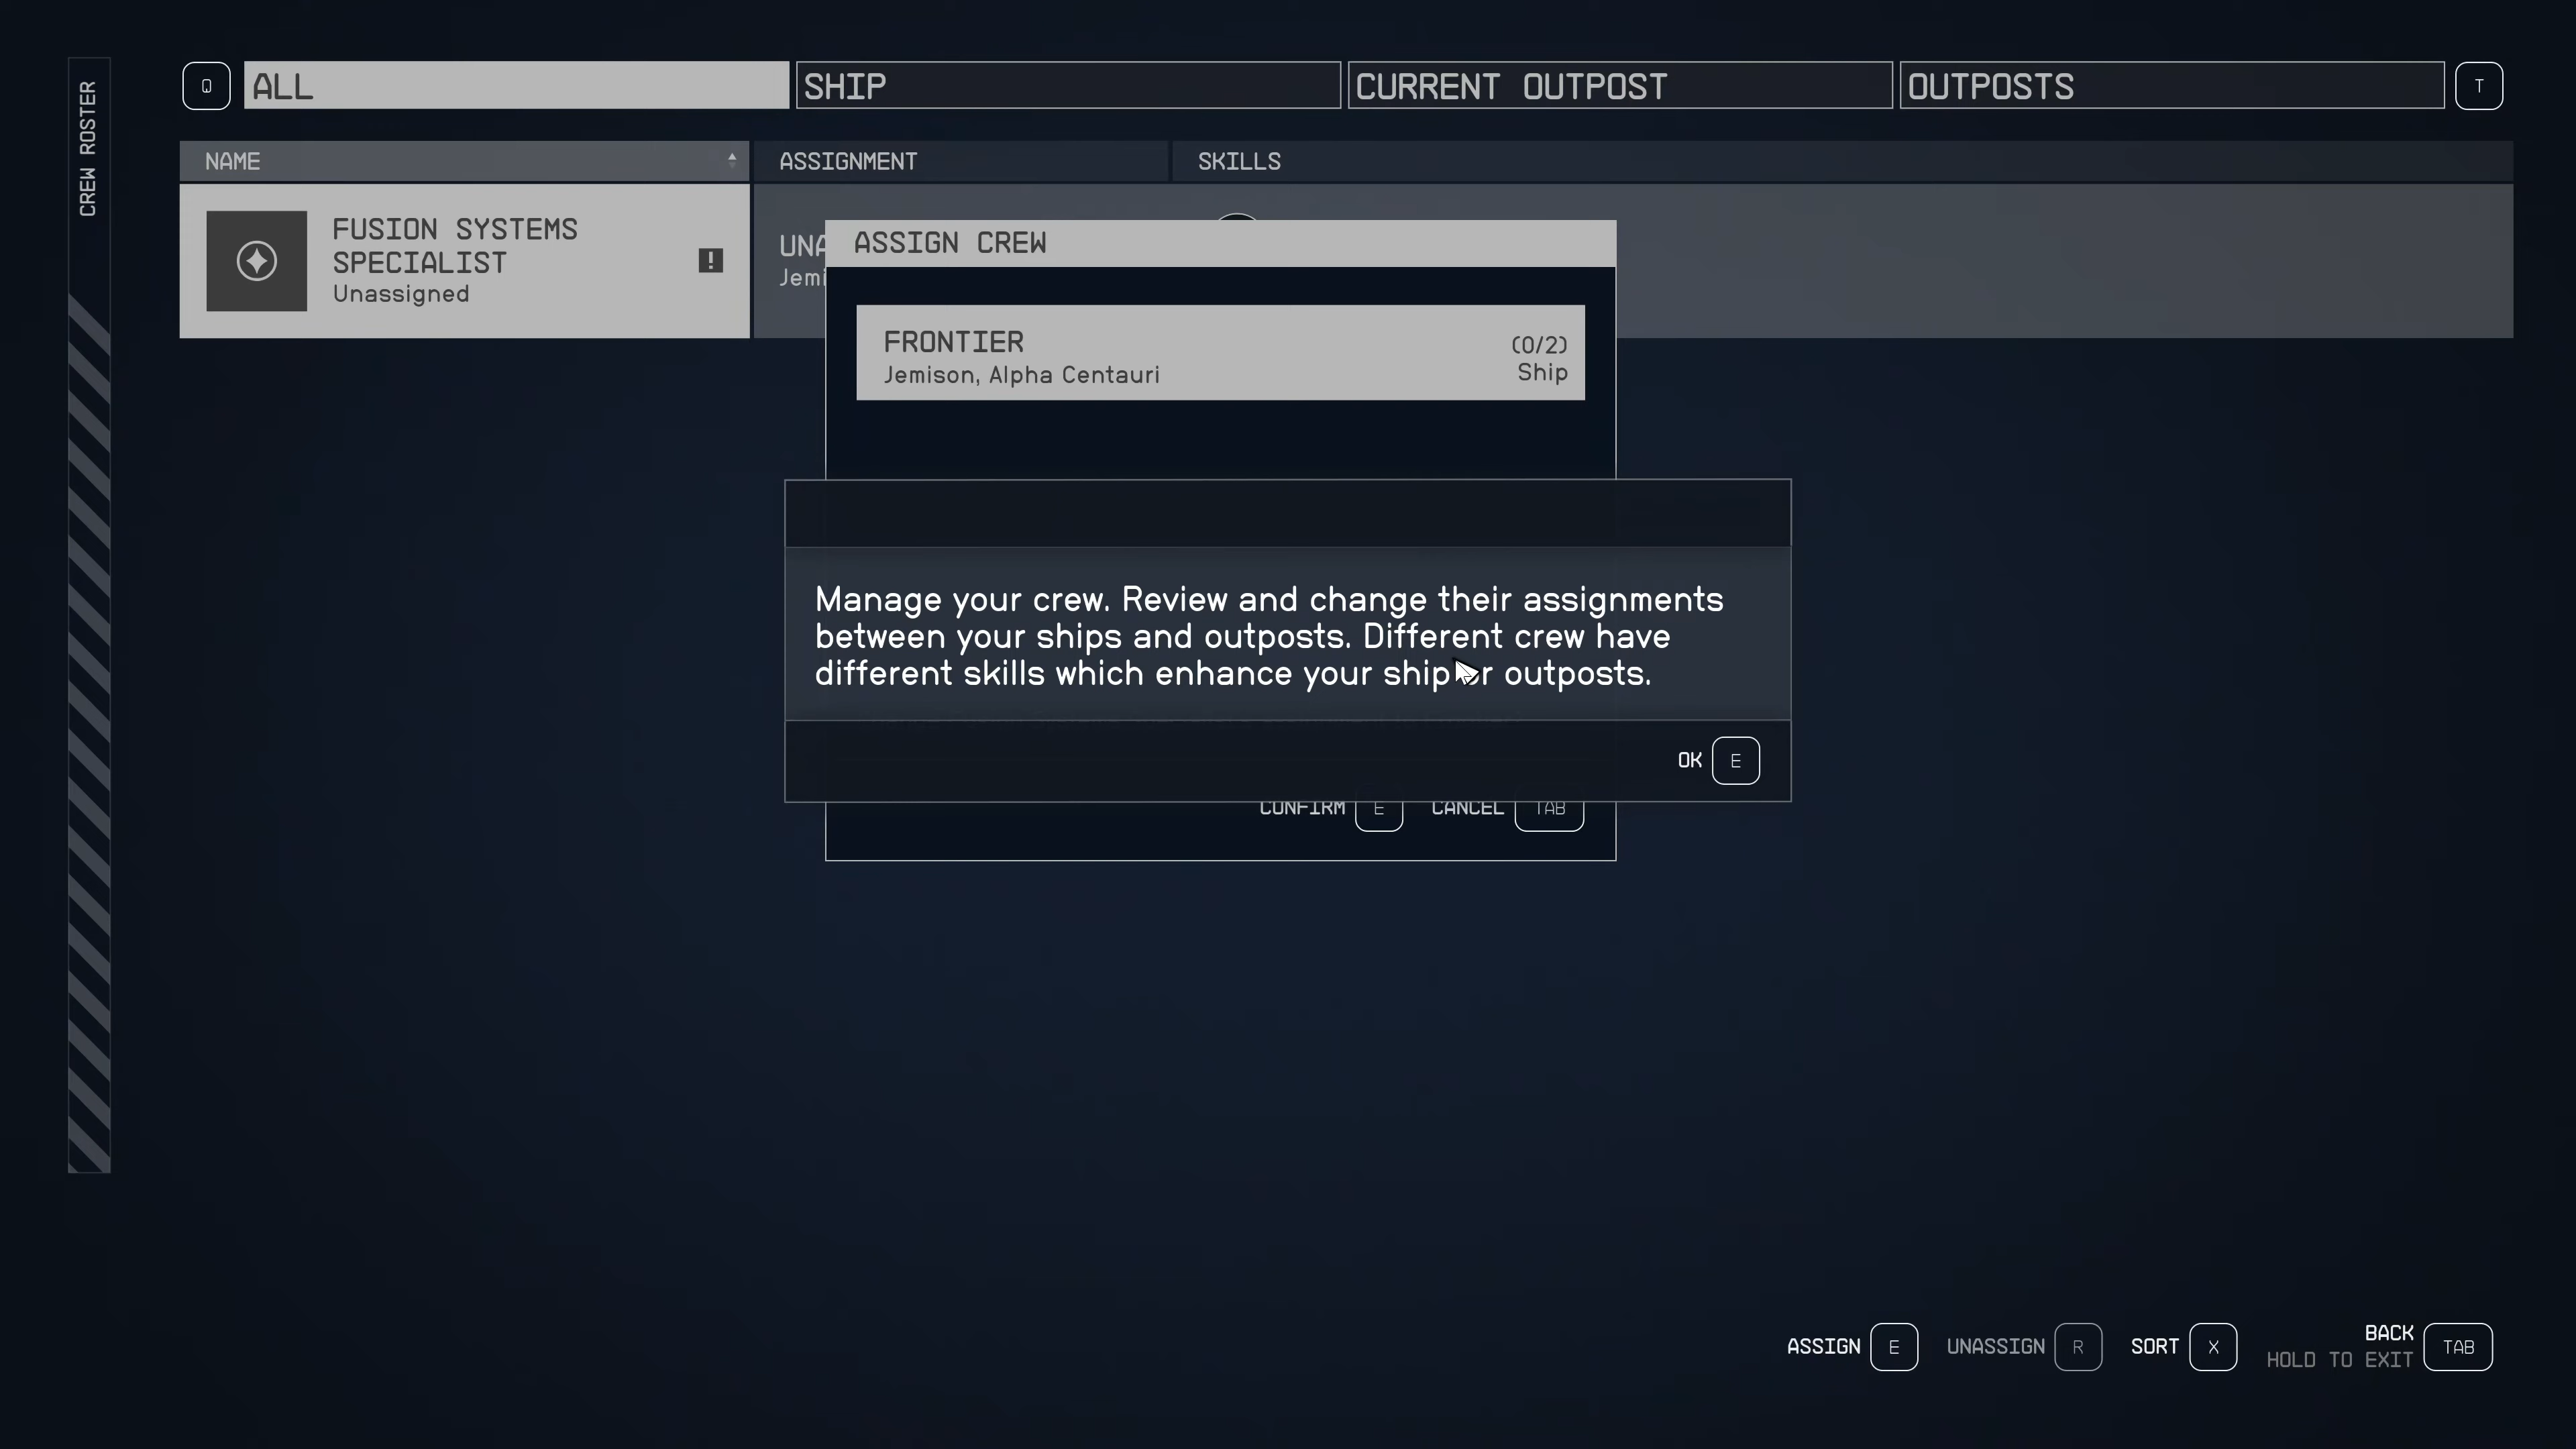 CREW ROSTER
Q
ALL
SHIP
CURRENT OUTPOST
OUTPOSTS
T
NAME
ASSIGNMENT
SKILLS
FUSION SYSTEMS
SPECIALIST
Unassigned
!
UNA
Jemi
ASSIGN CREW
FRONTIER
(0/2)
Jemison, Alpha Centauri
Ship
Manage your crew. Review and change their assignments
between your ships and outposts. Different crew have
different skills which enhance your ship or outposts.
OK E
CONFIRM E CANCEL TAB
ASSIGN E UNASSIGN R SORT X BACK
HOLD TO EXIT TAB